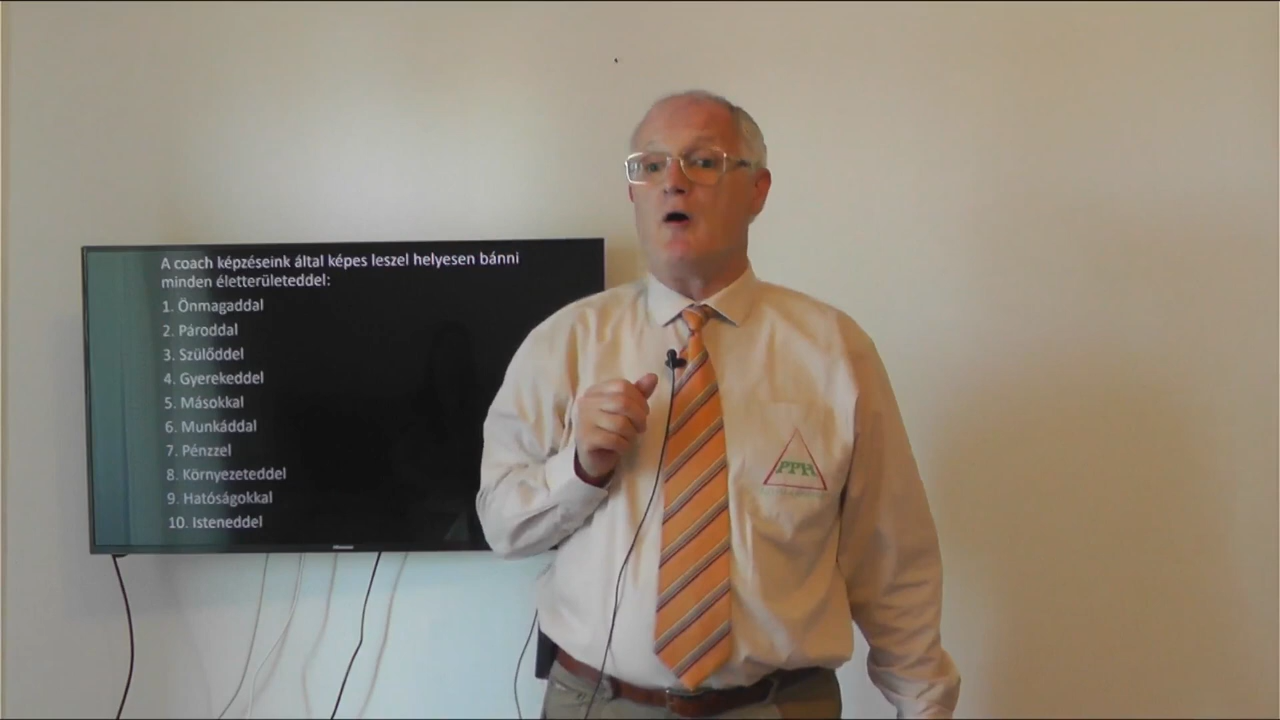 A coach képzéseink által képes leszel helyesen bánni
minden életterületeddel:
1. Önmagaddal
2. Pároddal
3. Szülőddel
4. Gyerekeddel
5. Másokkal
6. Munkáddal
7. Pénzzel
8. Környezeteddel
9. Hatóságokkal
10. Isteneddel
Hisense